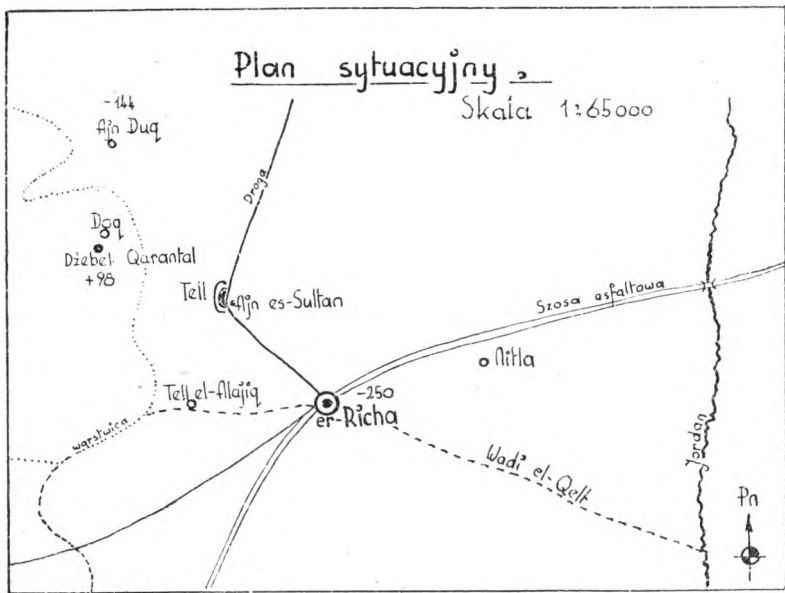 Plan sytuacyjny.
Skala 1:65000
-144
Ajn Duq
Droga
Doq
Dżebel Qarantal
+98
Tell
Ajn es-Sultan
Szosa asfaltowa
Nitla
Tell el-Alajiq
-250
er-Richa
warstwica
Wadi el-Qelt
Jordan
Pn